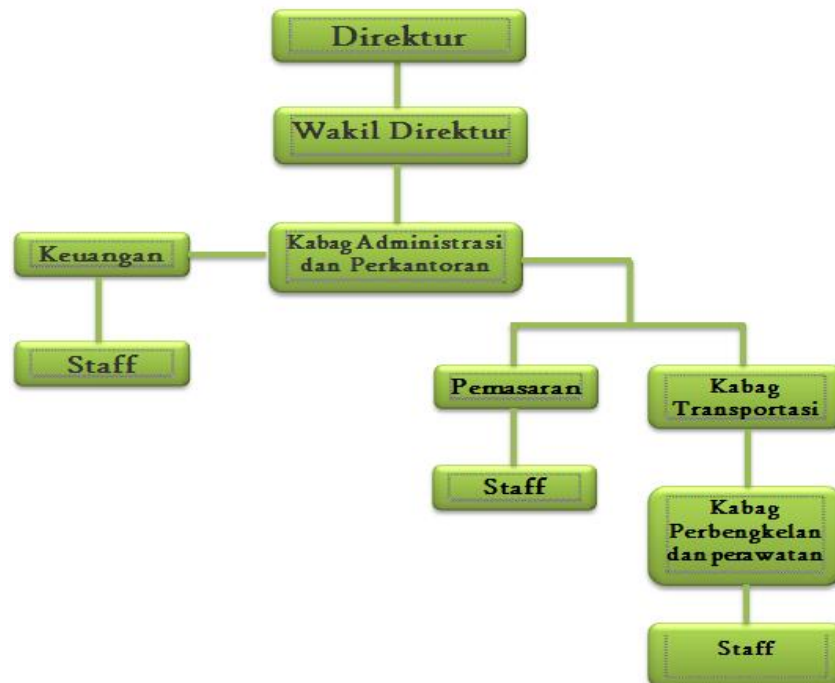 Direktur
Wakil Direktur
Kabag Administrasi
dan Perkantoran
Keuangan
Staff
Pemasaran
Staff
Kabag
Transportasi
Kabag
Perbengkelan
dan perawatan
Staff